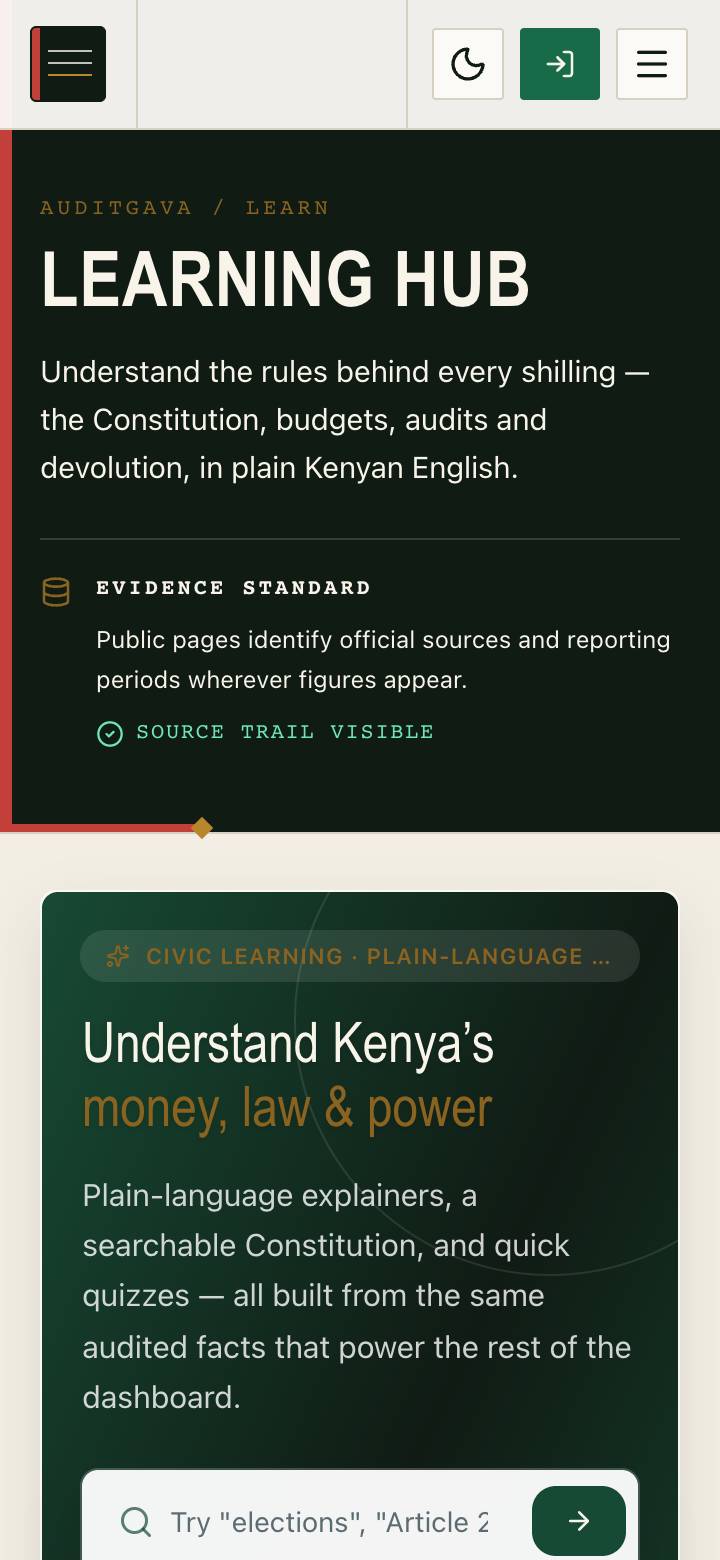 AUDITGAVA / LEARN
LEARNING HUB
Understand the rules behind every shilling —
the Constitution, budgets, audits and
devolution, in plain Kenyan English.
EVIDENCE STANDARD
Public pages identify official sources and reporting
periods wherever figures appear.
SOURCE TRAIL VISIBLE
CIVIC LEARNING · PLAIN-LANGUAGE ...
Understand Kenya’s
money, law & power
Plain-language explainers, a
searchable Constitution, and quick
quizzes — all built from the same
audited facts that power the rest of the
dashboard.
Try "elections", "Article 2